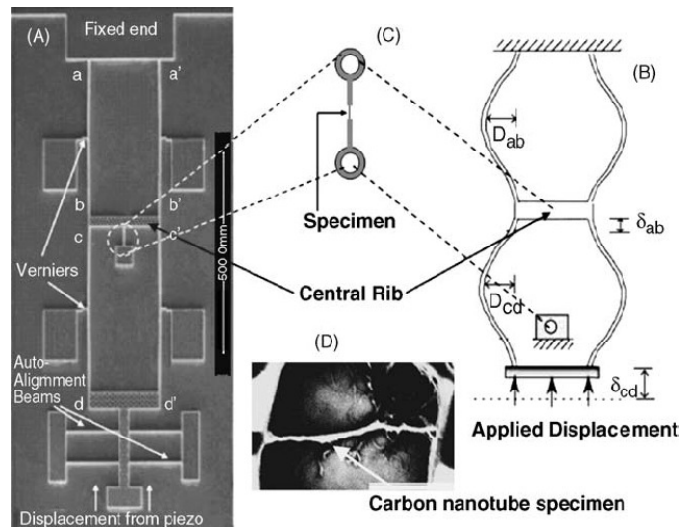 (A)
Fixed end
a
a'
b
b'
c
c'
Verniers
500 0mm
Auto-
Alignment
Beams
d
d'
Displacement from piezo
(C)
Specimen
Central Rib
(D)
Carbon nanotube specimen
(B)
D_ab
δ_ab
D_cd
δ_cd
Applied Displacement